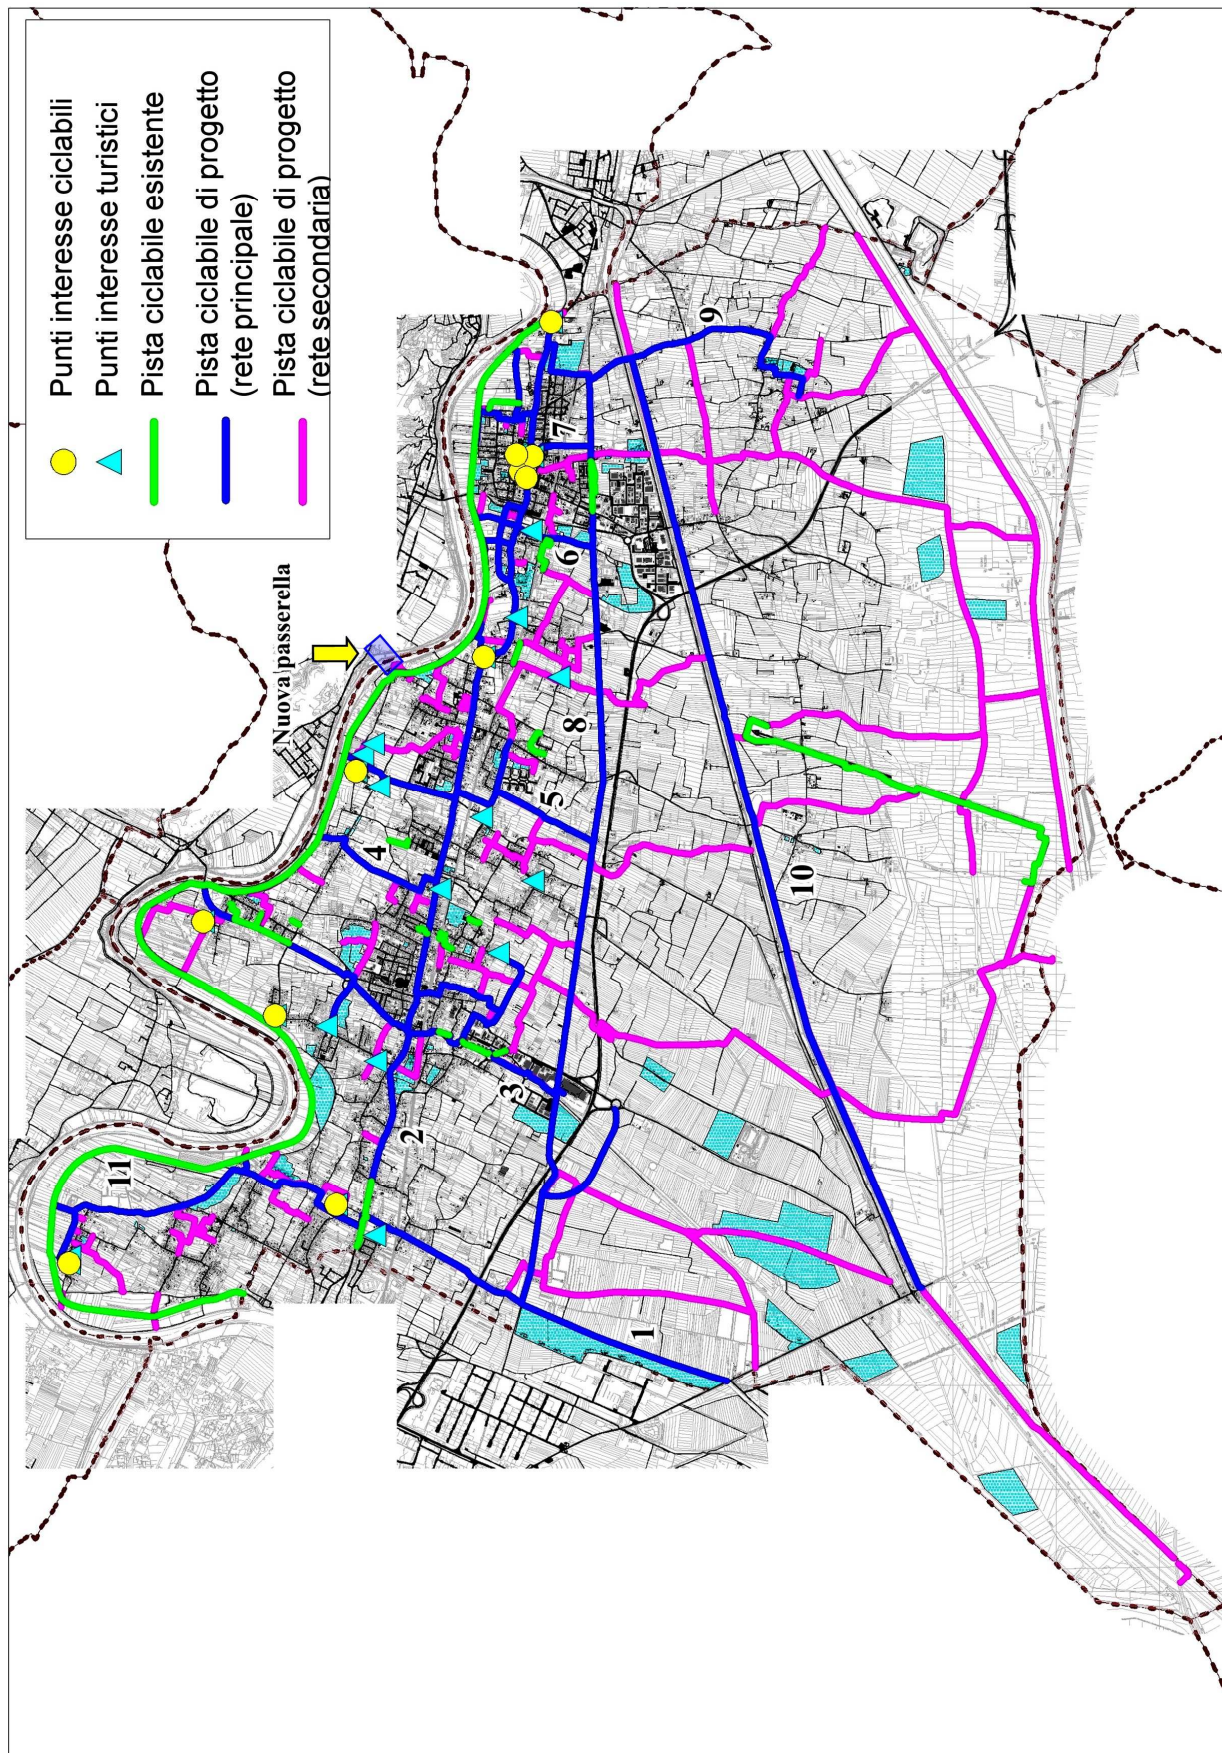 Punti interesse ciclabili
Punti interesse turistici
Pista ciclabile esistente
Pista ciclabile di progetto
(rete principale)
Pista ciclabile di progetto
(rete secondaria)
Nuova passerella
1
2
3
4
5
6
7
8
9
10
11